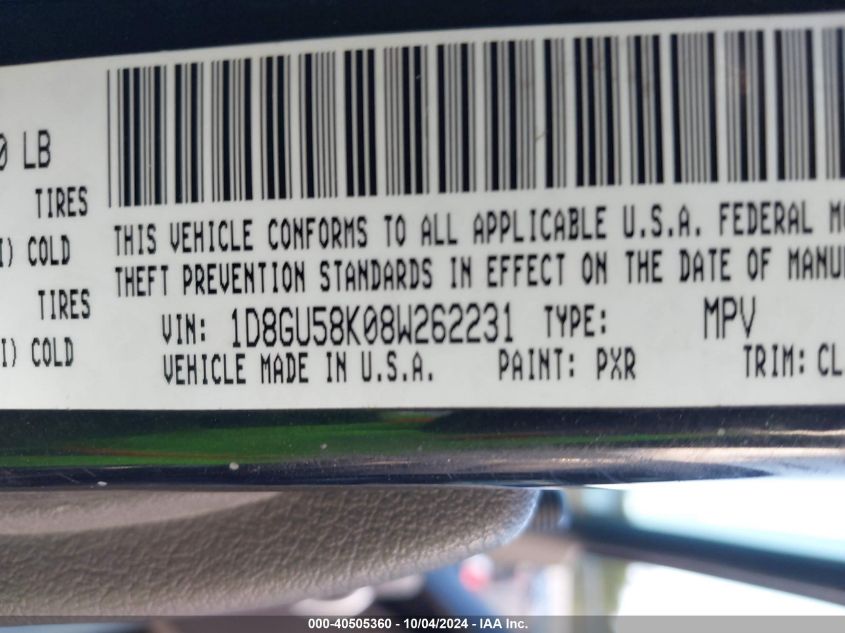 0 LB
TIRES
I) COLD
TIRES
I) COLD
THIS VEHICLE CONFORMS TO ALL APPLICABLE U.S.A. FEDERAL MO
THEFT PREVENTION STANDARDS IN EFFECT ON THE DATE OF MANU
VIN: 1D8GU58K08W262231 TYPE: MPV
VEHICLE MADE IN U.S.A. PAINT: PXR TRIM: CL
000-40505360 - 10/04/2024 - IAA Inc.